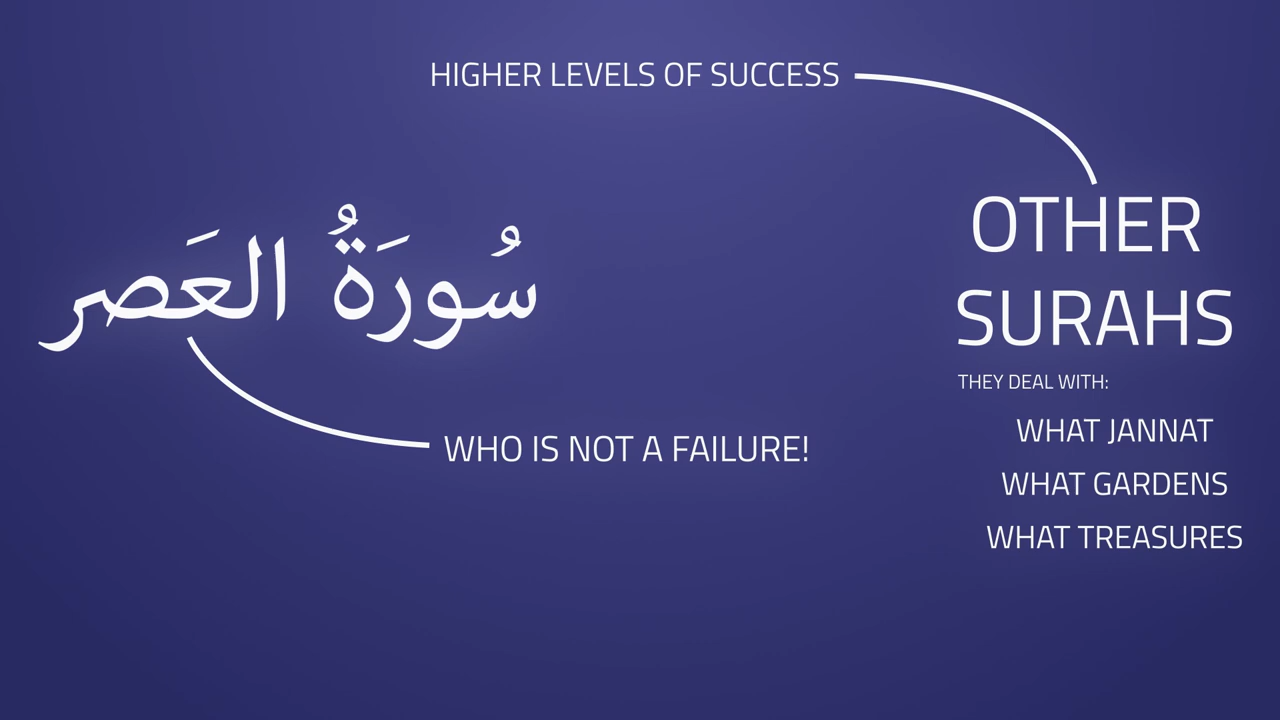 HIGHER LEVELS OF SUCCESS
سُورَةُ العَصر
WHO IS NOT A FAILURE!
OTHER
SURAHS
THEY DEAL WITH:
WHAT JANNAT
WHAT GARDENS
WHAT TREASURES